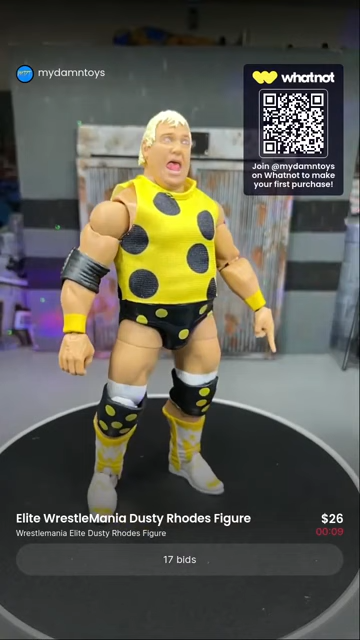 mydamntoys
whatnot
Join @mydamntoys
on Whatnot to make
your first purchase!
Elite WrestleMania Dusty Rhodes Figure
$26
Wrestlemania Elite Dusty Rhodes Figure
00:09
17 bids